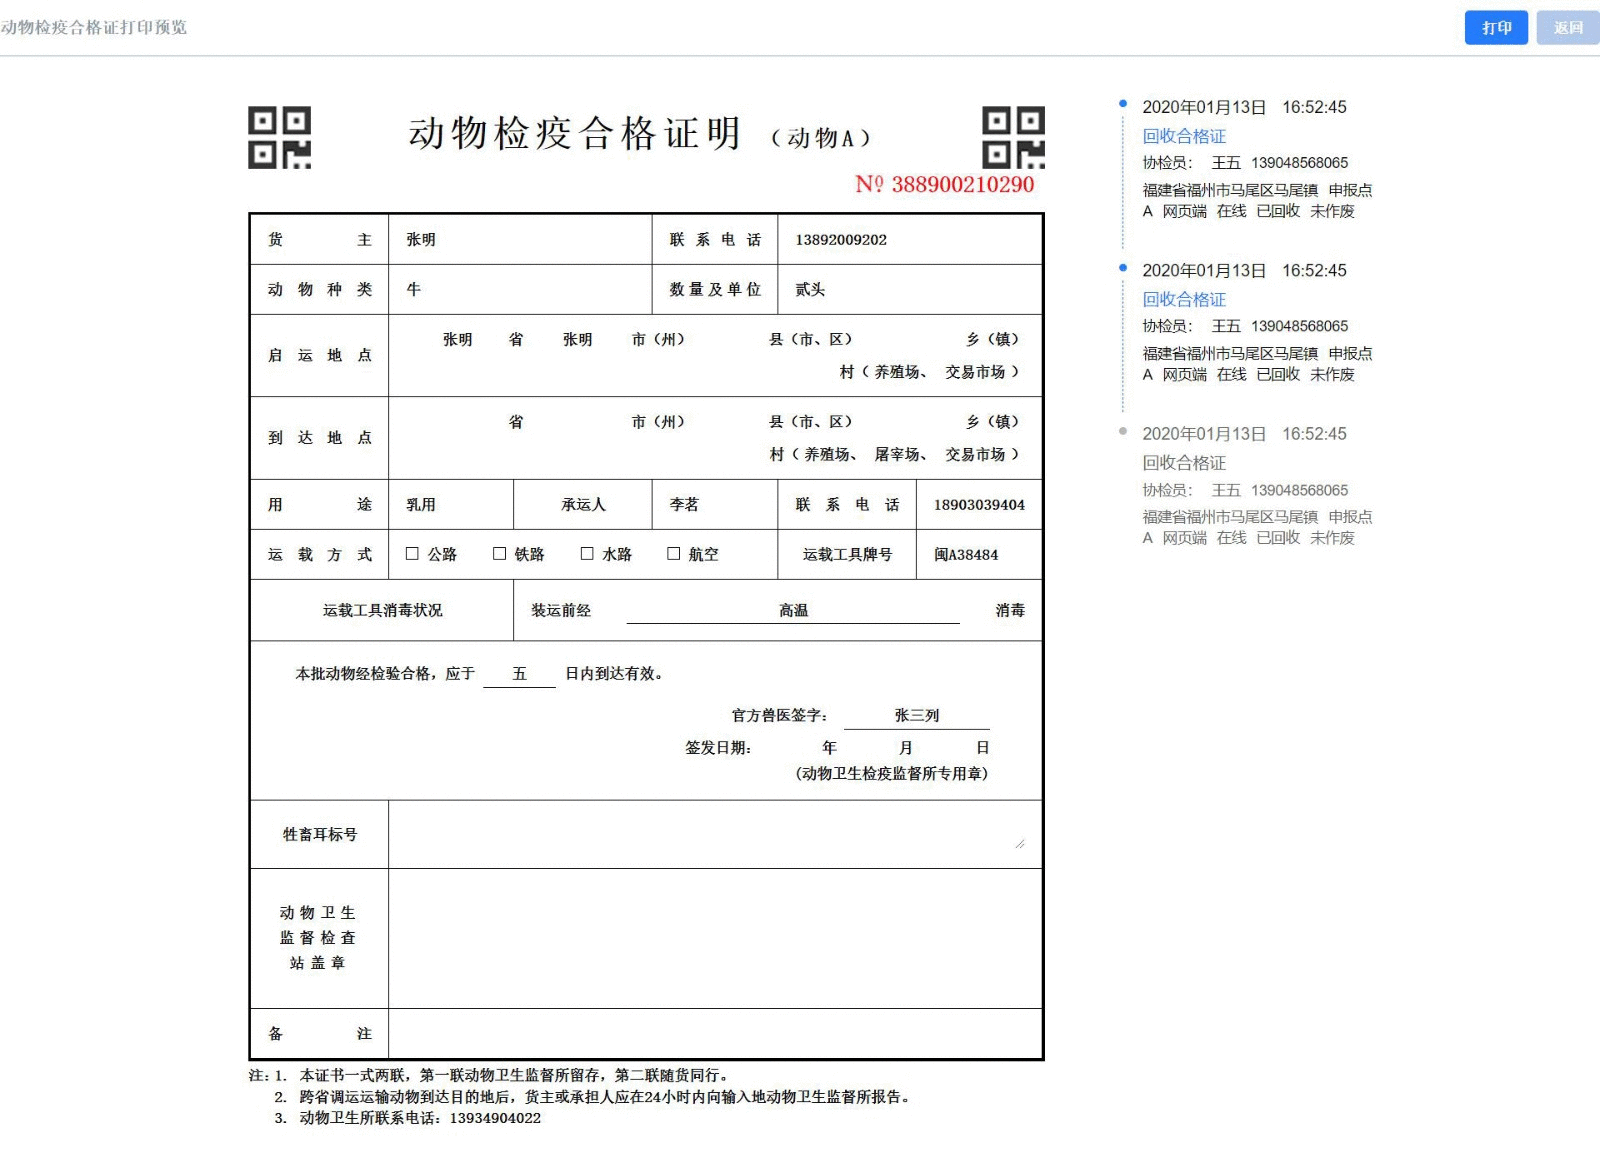 动物检疫合格证打印预览
打印 返回
动物检疫合格证明 （动物A）
№ 388900210290
货主 张明 联系电话 13892009202
动物种类 牛 数量及单位 贰头
启运地点 张明 省 张明 市（州） 县（市、区） 乡（镇）
村（ 养殖场、 交易市场 ）
到达地点 省 市（州） 县（市、区） 乡（镇）
村（ 养殖场、 屠宰场、 交易市场 ）
用途 乳用 承运人 李茗 联系电话 18903039404
运载方式 公路 铁路 水路 航空 运载工具牌号 闽A38484
运载工具消毒状况 装运前经 高温 消毒
本批动物经检验合格，应于 五 日内到达有效。
官方兽医签字： 张三列
签发日期： 年 月 日
(动物卫生检疫监督所专用章)
牲畜耳标号
动物卫生
监督检查
站盖章
备注
注：1. 本证书一式两联，第一联动物卫生监督所留存，第二联随货同行。
2. 跨省调运运输动物到达目的地后，货主或承担人应在24小时内向输入地动物卫生监督所报告。
3. 动物卫生所联系电话：13934904022
2020年01月13日 16:52:45
回收合格证
协检员： 王五 139048568065
福建省福州市马尾区马尾镇 申报点
A 网页端 在线 已回收 未作废
2020年01月13日 16:52:45
回收合格证
协检员： 王五 139048568065
福建省福州市马尾区马尾镇 申报点
A 网页端 在线 已回收 未作废
2020年01月13日 16:52:45
回收合格证
协检员： 王五 139048568065
福建省福州市马尾区马尾镇 申报点
A 网页端 在线 已回收 未作废